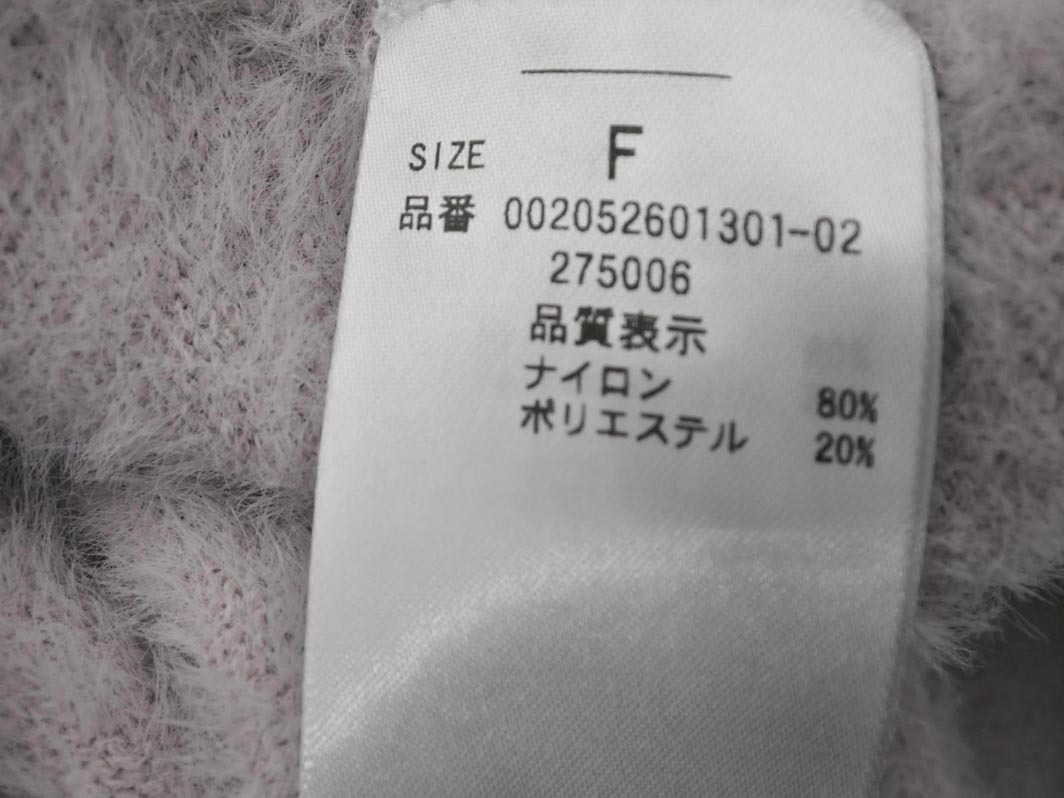 SIZE F
品番 002052601301-02
275006
品質表示
ナイロン 80%
ポリエステル 20%